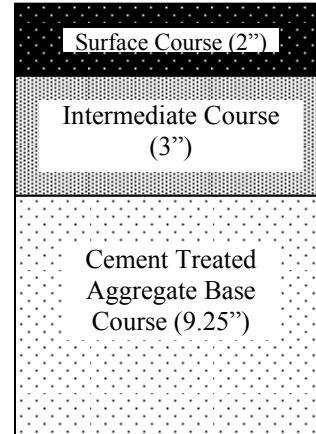 Surface Course (2”)
Intermediate Course
(3”)
Cement Treated
Aggregate Base
Course (9.25”)